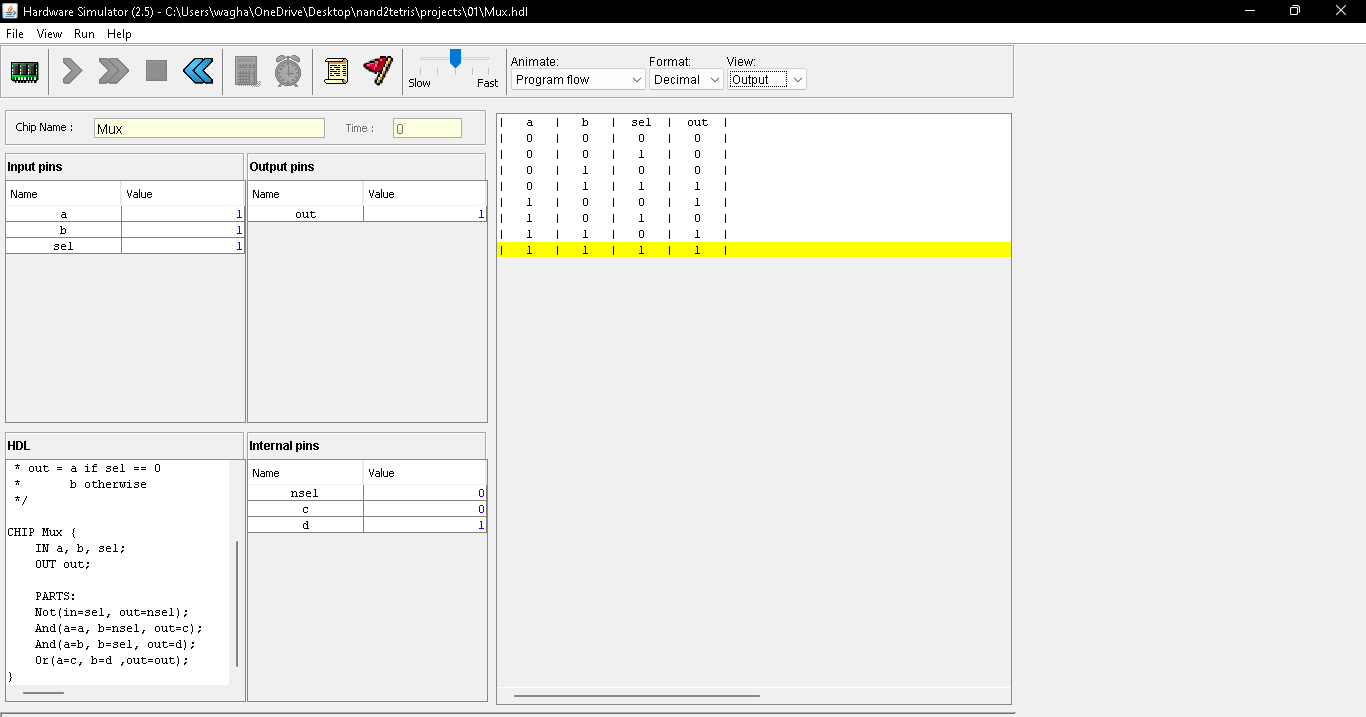 Hardware Simulator (2.5) - C:\Users\wagha\OneDrive\Desktop\nand2tetris\projects\01\Mux.hdl
File View Run Help
Animate: Format: View:
Slow Fast Program flow Decimal Output
Chip Name : Mux Time : 0
Input pins
Name Value
a 1
b 1
sel 1
Output pins
Name Value
out 1
HDL
* out = a if sel == 0
* b otherwise
*/
CHIP Mux {
IN a, b, sel;
OUT out;
PARTS:
Not(in=sel, out=nsel);
And(a=a, b=nsel, out=c);
And(a=b, b=sel, out=d);
Or(a=c, b=d ,out=out);
}
Internal pins
Name Value
nsel 0
c 0
d 1
| a | b | sel | out |
| 0 | 0 | 0 | 0 |
| 0 | 0 | 1 | 0 |
| 0 | 1 | 0 | 0 |
| 0 | 1 | 1 | 1 |
| 1 | 0 | 0 | 1 |
| 1 | 0 | 1 | 0 |
| 1 | 1 | 0 | 1 |
| 1 | 1 | 1 | 1 |